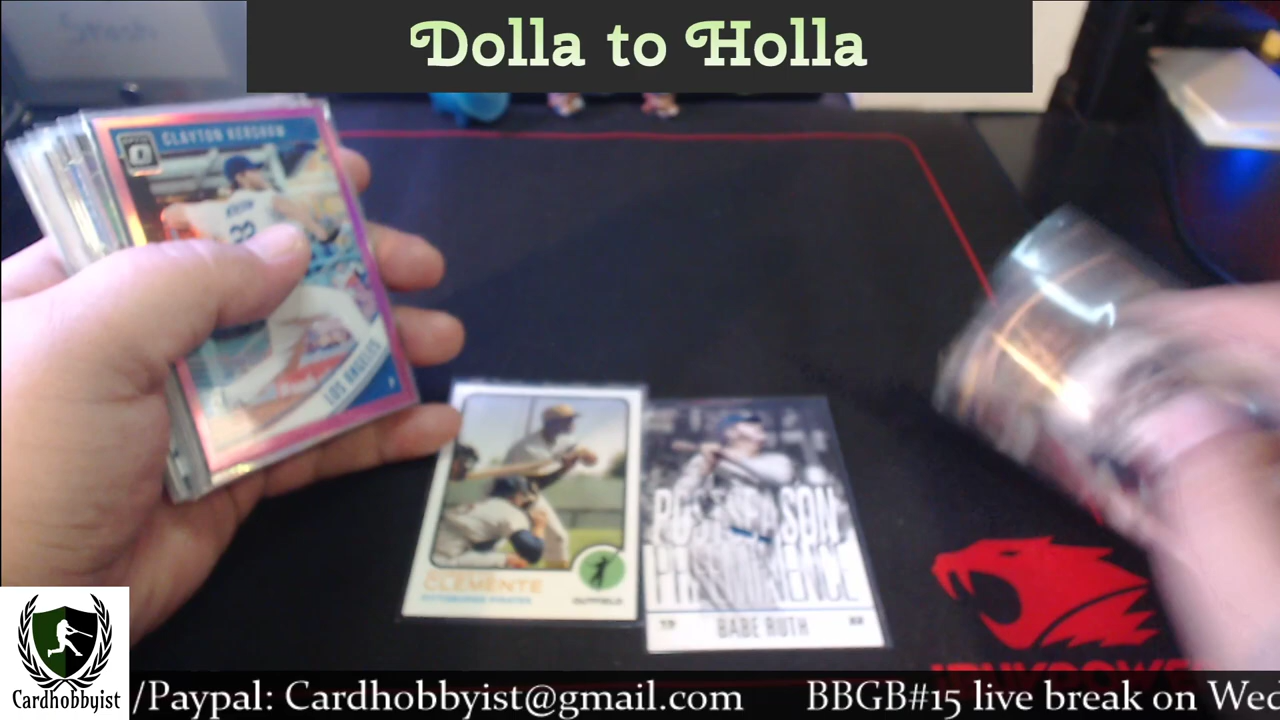 Dolla to Holla
CLAYTON KERSHAW
LOS ANGELES
P
CLEMENTE
PITTSBURGH PIRATES
OUTFIELD
POSTSEASON
BABE RUTH
Cardhobbyist
/Paypal: Cardhobbyist@gmail.com BBGB#15 live break on Wed